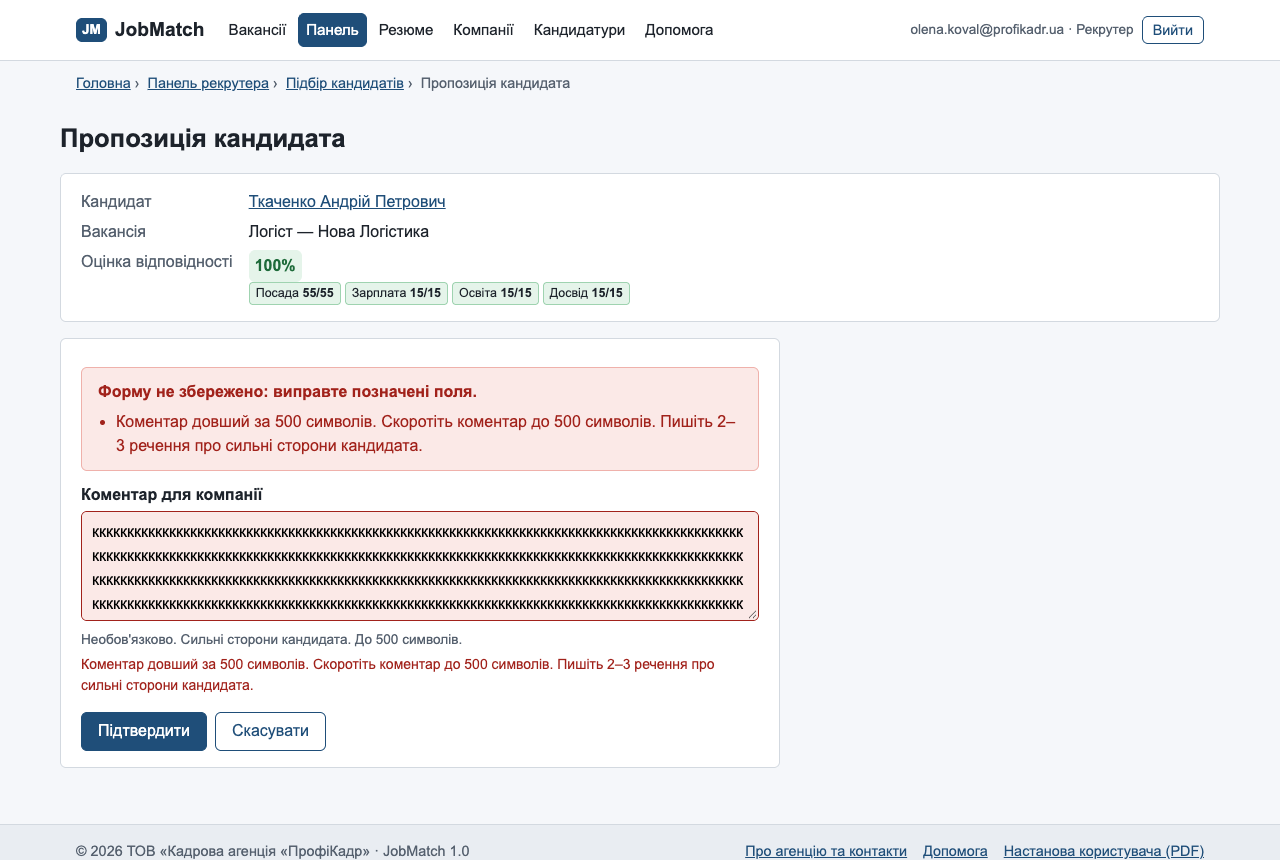 JM JobMatch Вакансії Панель Резюме Компанії Кандидатури Допомога olena.koval@profikadr.ua · Рекрутер Вийти
Головна › Панель рекрутера › Підбір кандидатів › Пропозиція кандидата
Пропозиція кандидата
Кандидат Ткаченко Андрій Петрович
Вакансія Логіст — Нова Логістика
Оцінка відповідності 100%
Посада 55/55 Зарплата 15/15 Освіта 15/15 Досвід 15/15
Форму не збережено: виправте позначені поля.
• Коментар довший за 500 символів. Скоротіть коментар до 500 символів. Пишіть 2–
3 речення про сильні сторони кандидата.
Коментар для компанії
Необов'язково. Сильні сторони кандидата. До 500 символів.
Коментар довший за 500 символів. Скоротіть коментар до 500 символів. Пишіть 2–3 речення про
сильні сторони кандидата.
Підтвердити Скасувати
© 2026 ТОВ «Кадрова агенція «ПрофіКадр» · JobMatch 1.0 Про агенцію та контакти Допомога Настанова користувача (PDF)